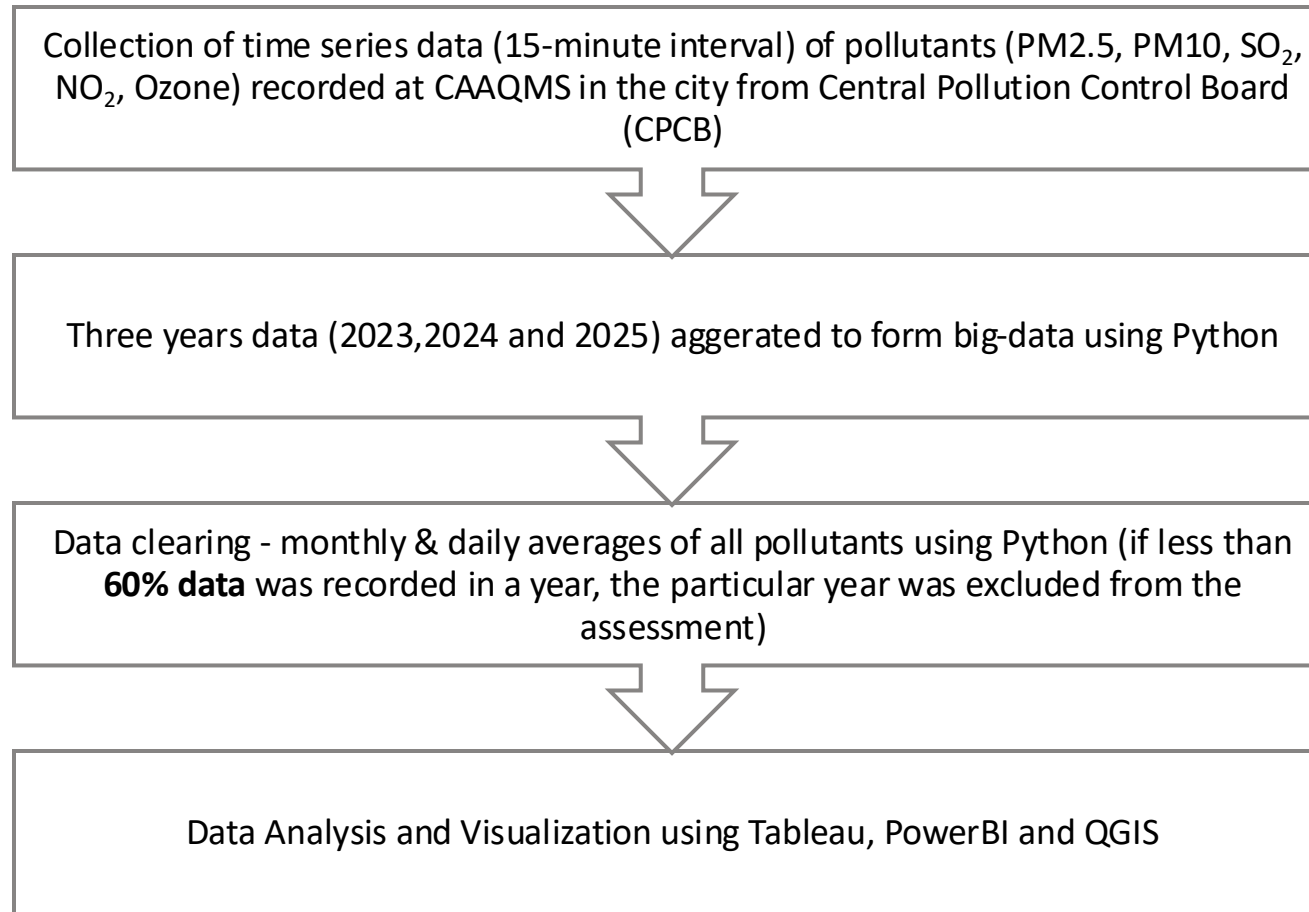 Collection of time series data (15-minute interval) of pollutants (PM2.5, PM10, SO₂,
NO₂, Ozone) recorded at CAAQMS in the city from Central Pollution Control Board
(CPCB)
Three years data (2023,2024 and 2025) aggerated to form big-data using Python
Data clearing - monthly & daily averages of all pollutants using Python (if less than
60% data was recorded in a year, the particular year was excluded from the
assessment)
Data Analysis and Visualization using Tableau, PowerBI and QGIS